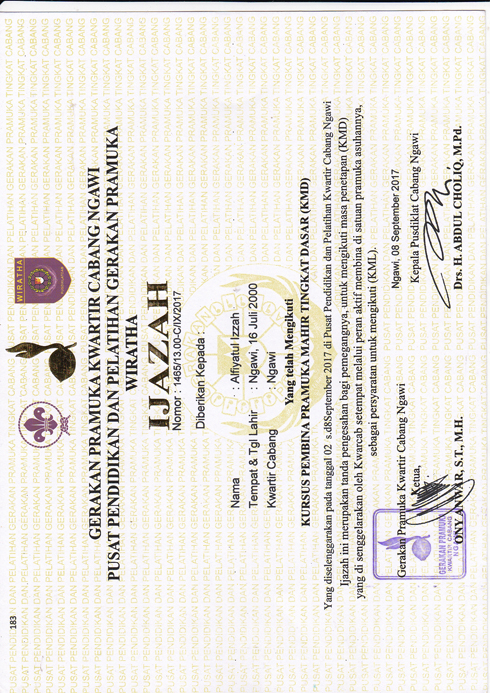 183
WIRATHA
GERAKAN PRAMUKA KWARTIR CABANG NGAWI
PUSAT PENDIDIKAN DAN PELATIHAN GERAKAN PRAMUKA
WIRATHA
IJAZAH
Nomor : 1465/13.00-C/IX/2017
Diberikan Kepada :
Nama : Alfiyatul Izzah
Tempat & Tgl Lahir : Ngawi, 16 Juli 2000
Kwartir Cabang : Ngawi
Yang telah Mengikuti
KURSUS PEMBINA PRAMUKA MAHIR TINGKAT DASAR (KMD)
Yang diselenggarakan pada tanggal 02 s.d8September 2017 di Pusat Pendidikan dan Pelatihan Kwartir Cabang Ngawi
Ijazah ini merupakan tanda pengesahan bagi pemegangnya, untuk mengikuti masa penetapan (KMD)
yang di senggelarakan oleh Kwarcab setempat melalui peran aktif membina di satuan pramuka asuhannya,
sebagai persyaratan untuk mengikuti (KML).
Ngawi, 08 September 2017
Gerakan Pramuka Kwartir Cabang Ngawi
Ketua,
Kepala Pusdiklat Cabang Ngawi
GERAKAN PRAMUKA
KWARTIR CABANG
ONY ANWAR, S.T., M.H.
Drs. H. ABDUL CHOLIQ, M.Pd.
PUSAT PENDIDIKAN DAN PELATIHAN GERAKAN PRAMUKA TINGKAT CABANG